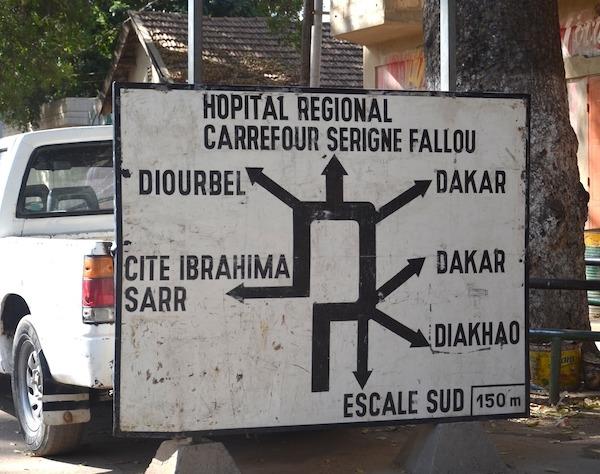 HOPITAL REGIONAL
CARREFOUR SERIGNE FALLOU
DIOURBEL
DAKAR
CITE IBRAHIMA
SARR
DAKAR
DIAKHAO
ESCALE SUD
150 m